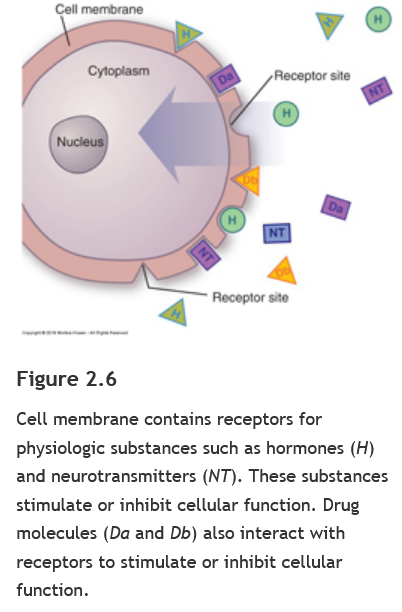 Cell membrane
H
H
Cytoplasm
Da
Receptor site
NT
H
Nucleus
Db
Da
H
NT
NT
Db
Receptor site
H
Figure 2.6
Cell membrane contains receptors for
physiologic substances such as hormones (H)
and neurotransmitters (NT). These substances
stimulate or inhibit cellular function. Drug
molecules (Da and Db) also interact with
receptors to stimulate or inhibit cellular
function.